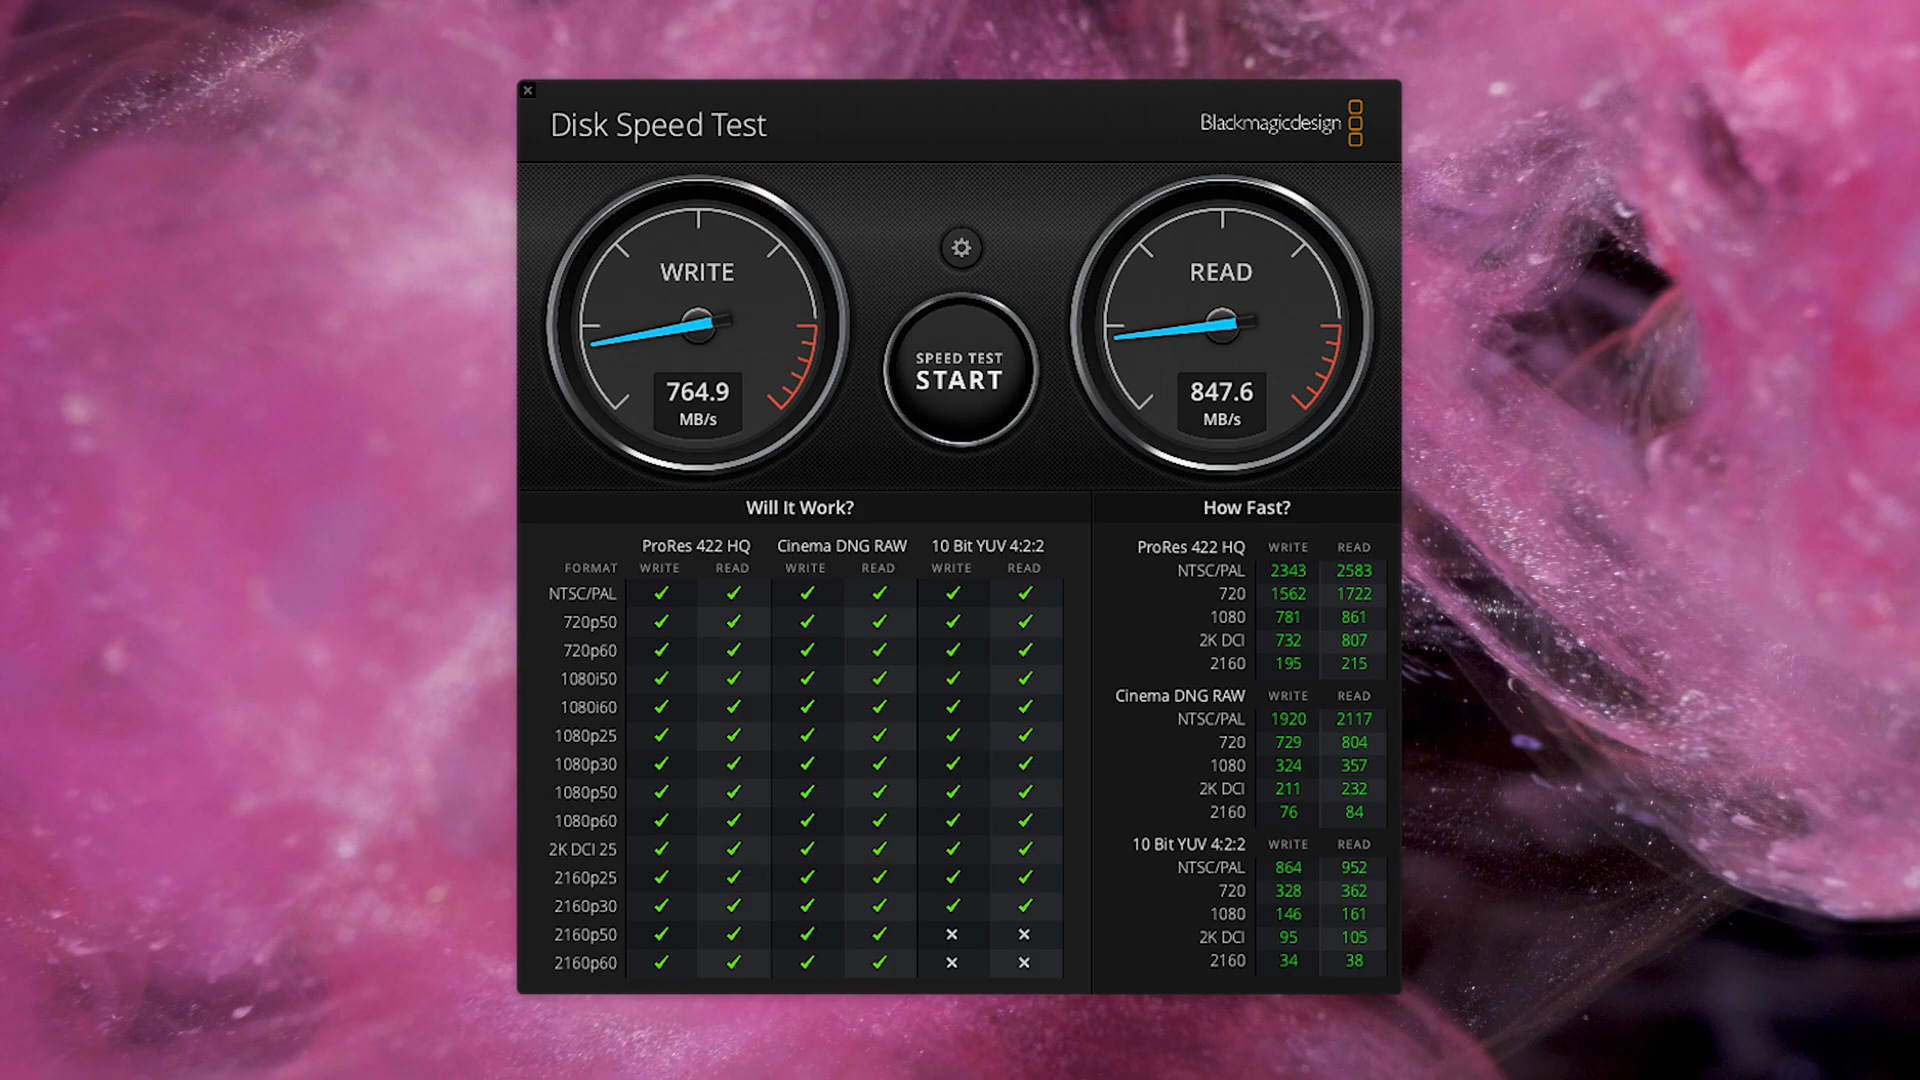 Disk Speed Test
Blackmagicdesign
WRITE
764.9
MB/s
SPEED TEST
START
READ
847.6
MB/s
Will It Work?
ProRes 422 HQ Cinema DNG RAW 10 Bit YUV 4:2:2
FORMAT WRITE READ WRITE READ WRITE READ
NTSC/PAL ✓ ✓ ✓ ✓ ✓ ✓
720p50 ✓ ✓ ✓ ✓ ✓ ✓
720p60 ✓ ✓ ✓ ✓ ✓ ✓
1080i50 ✓ ✓ ✓ ✓ ✓ ✓
1080i60 ✓ ✓ ✓ ✓ ✓ ✓
1080p25 ✓ ✓ ✓ ✓ ✓ ✓
1080p30 ✓ ✓ ✓ ✓ ✓ ✓
1080p50 ✓ ✓ ✓ ✓ ✓ ✓
1080p60 ✓ ✓ ✓ ✓ ✓ ✓
2K DCI 25 ✓ ✓ ✓ ✓ ✓ ✓
2160p25 ✓ ✓ ✓ ✓ ✓ ✓
2160p30 ✓ ✓ ✓ ✓ ✓ ✓
2160p50 ✓ ✓ ✓ ✓ ✕ ✕
2160p60 ✓ ✓ ✓ ✓ ✕ ✕
How Fast?
ProRes 422 HQ WRITE READ
NTSC/PAL 2343 2583
720 1562 1722
1080 781 861
2K DCI 732 807
2160 195 215
Cinema DNG RAW WRITE READ
NTSC/PAL 1920 2117
720 729 804
1080 324 357
2K DCI 211 232
2160 76 84
10 Bit YUV 4:2:2 WRITE READ
NTSC/PAL 864 952
720 328 362
1080 146 161
2K DCI 95 105
2160 34 38